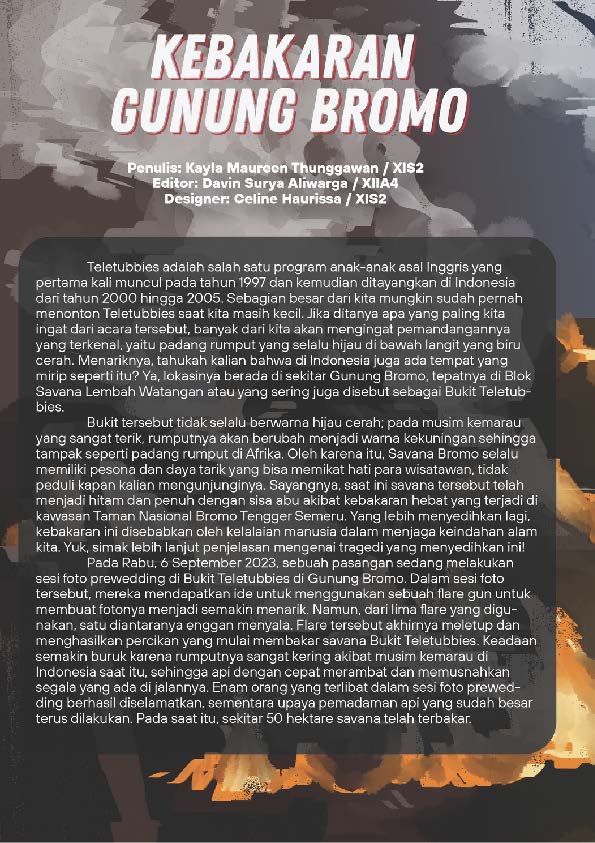 KEBAKARAN
GUNUNG BROMO
Penulis: Kayla Maureen Thunggawan / XIS2
Editor: Davin Surya Aliwarga / XIIA4
Designer: Celine Haurissa / XIS2
Teletubbies adalah salah satu program anak-anak asal Inggris yang
pertama kali muncul pada tahun 1997 dan kemudian ditayangkan di Indonesia
dari tahun 2000 hingga 2005. Sebagian besar dari kita mungkin sudah pernah
menonton Teletubbies saat kita masih kecil. Jika ditanya apa yang paling kita
ingat dari acara tersebut, banyak dari kita akan mengingat pemandangannya
yang terkenal, yaitu padang rumput yang selalu hijau di bawah langit yang biru
cerah. Menariknya, tahukah kalian bahwa di Indonesia juga ada tempat yang
mirip seperti itu? Ya, lokasinya berada di sekitar Gunung Bromo, tepatnya di Blok
Savana Lembah Watangan atau yang sering juga disebut sebagai Bukit Teletub-
bies.
Bukit tersebut tidak selalu berwarna hijau cerah; pada musim kemarau
yang sangat terik, rumputnya akan berubah menjadi warna kekuningan sehingga
tampak seperti padang rumput di Afrika. Oleh karena itu, Savana Bromo selalu
memiliki pesona dan daya tarik yang bisa memikat hati para wisatawan, tidak
peduli kapan kalian mengunjunginya. Sayangnya, saat ini savana tersebut telah
menjadi hitam dan penuh dengan sisa abu akibat kebakaran hebat yang terjadi di
kawasan Taman Nasional Bromo Tengger Semeru. Yang lebih menyedihkan lagi,
kebakaran ini disebabkan oleh kelalaian manusia dalam menjaga keindahan alam
kita. Yuk, simak lebih lanjut penjelasan mengenai tragedi yang menyedihkan ini!
Pada Rabu, 6 September 2023, sebuah pasangan sedang melakukan
sesi foto prewedding di Bukit Teletubbies di Gunung Bromo. Dalam sesi foto
tersebut, mereka mendapatkan ide untuk menggunakan sebuah flare gun untuk
membuat fotonya menjadi semakin menarik. Namun, dari lima flare yang digu-
nakan, satu diantaranya enggan menyala. Flare tersebut akhirnya meletup dan
menghasilkan percikan yang mulai membakar savana Bukit Teletubbies. Keadaan
semakin buruk karena rumputnya sangat kering akibat musim kemarau di
Indonesia saat itu, sehingga api dengan cepat merambat dan memusnahkan
segala yang ada di jalannya. Enam orang yang terlibat dalam sesi foto prewed-
ding berhasil diselamatkan, sementara upaya pemadaman api yang sudah besar
terus dilakukan. Pada saat itu, sekitar 50 hektare savana telah terbakar.